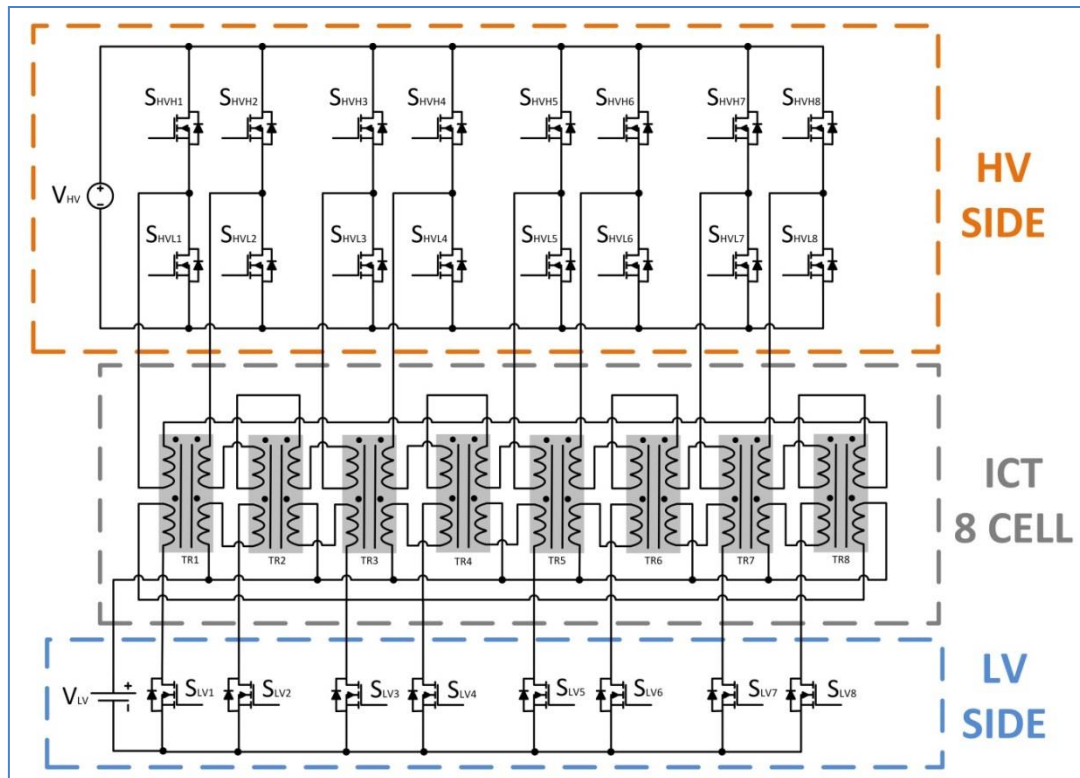 SHVH1 SHVH2 SHVH3 SHVH4 SHVH5 SHVH6 SHVH7 SHVH8
HV
SIDE
VHV
+
-
SHVL1 SHVL2 SHVL3 SHVL4 SHVL5 SHVL6 SHVL7 SHVL8
ICT
8 CELL
TR1 TR2 TR3 TR4 TR5 TR6 TR7 TR8
LV
SIDE
+
VLV
-
SLV1 SLV2 SLV3 SLV4 SLV5 SLV6 SLV7 SLV8